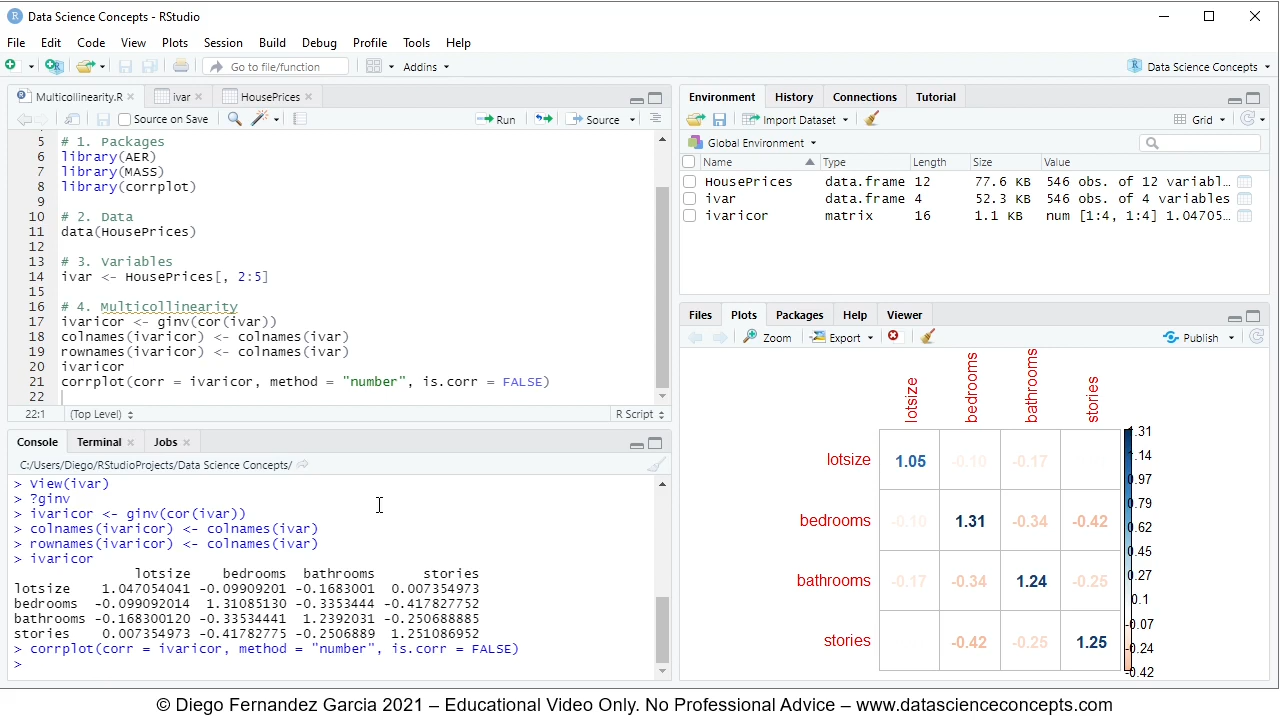 Data Science Concepts - RStudio
File Edit Code View Plots Session Build Debug Profile Tools Help
Go to file/function Addins Data Science Concepts
Multicollinearity.R ivar HousePrices
Source on Save Run Source
5 # 1. Packages
6 library(AER)
7 library(MASS)
8 library(corrplot)
9
10 # 2. Data
11 data(HousePrices)
12
13 # 3. Variables
14 ivar <- HousePrices[, 2:5]
15
16 # 4. Multicollinearity
17 ivaricor <- ginv(cor(ivar))
18 colnames(ivaricor) <- colnames(ivar)
19 rownames(ivaricor) <- colnames(ivar)
20 ivaricor
21 corrplot(corr = ivaricor, method = "number", is.corr = FALSE)
22
22:1 (Top Level) R Script
Console Terminal Jobs
C:/Users/Diego/RStudioProjects/Data Science Concepts/
> View(ivar)
> ?ginv
> ivaricor <- ginv(cor(ivar))
> colnames(ivaricor) <- colnames(ivar)
> rownames(ivaricor) <- colnames(ivar)
> ivaricor
lotsize bedrooms bathrooms stories
lotsize 1.047054041 -0.09909201 -0.1683001 0.007354973
bedrooms -0.099092014 1.31085130 -0.3353444 -0.417827752
bathrooms -0.168300120 -0.33534441 1.2392031 -0.250688885
stories 0.007354973 -0.41782775 -0.2506889 1.251086952
> corrplot(corr = ivaricor, method = "number", is.corr = FALSE)
>
Environment History Connections Tutorial
Import Dataset Grid
Global Environment
Name Type Length Size Value
HousePrices data.frame 12 77.6 KB 546 obs. of 12 variabl…
ivar data.frame 4 52.3 KB 546 obs. of 4 variables
ivaricor matrix 16 1.1 KB num [1:4, 1:4] 1.04705…
Files Plots Packages Help Viewer
Zoom Export Publish
lotsize bedrooms bathrooms stories
lotsize 1.05 -0.10 -0.17
bedrooms -0.10 1.31 -0.34 -0.42
bathrooms -0.17 -0.34 1.24 -0.25
stories -0.42 -0.25 1.25
1.31
1.14
0.97
0.79
0.62
0.45
0.27
0.1
-0.07
-0.24
-0.42
© Diego Fernandez Garcia 2021 – Educational Video Only. No Professional Advice – www.datascienceconcepts.com